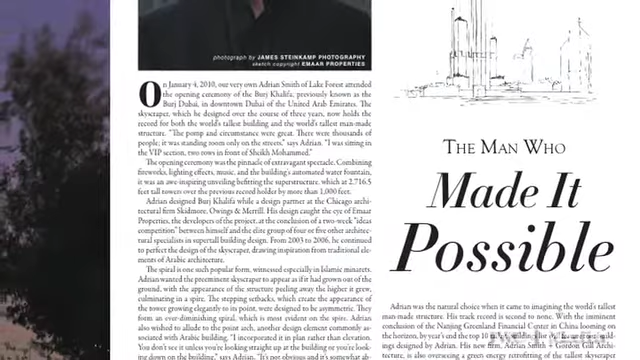 photograph by JAMES STEINKAMP PHOTOGRAPHY
sketch copyright EMAAR PROPERTIES
On January 4, 2010, our very own Adrian Smith of Lake Forest attended
the opening ceremony of the Burj Khalifa, previously known as the
Burj Dubai, in downtown Dubai of the United Arab Emirates. The
skyscraper, which he designed over the course of three years, now holds the
record for both the world's tallest building and the world's tallest man-made
structure. "The pomp and circumstance were great. There were thousands of
people; it was standing room only on the streets," says Adrian. "I was sitting in
the VIP section, two rows in front of Sheikh Mohammed."
The opening ceremony was the pinnacle of extravagant spectacle. Combining
fireworks, lighting effects, music, and the building's automated water fountain,
it was an awe-inspiring unveiling befitting the superstructure, which at 2,716.5
feet tall towers over the previous record holder by more than 1,000 feet.
Adrian designed Burj Khalifa while a design partner at the Chicago archi-
tectural firm Skidmore, Owings & Merrill. His design caught the eye of Emaar
Properties, the developers of the project, at the conclusion of a two-week "ideas
competition" between himself and the elite group of four or five other architec-
tural specialists in supertall building design. From 2003 to 2006, he continued
to perfect the design of the skyscraper, drawing inspiration from traditional ele-
ments of Arabic architecture.
The spiral is one such popular form, witnessed especially in Islamic minarets.
Adrian wanted the preeminent skyscraper to appear as if it had grown out of the
ground, with the appearance of the structure peeling away the higher it grew,
culminating in a spire. The stepping setbacks, which create the appearance of
the tower growing elegantly to its point, were designed to be asymmetric. They
from an ever-diminishing spiral, which is most evident on the spires. Adrian
also wished to allude to the point arch, another design element commonly as-
sociated with Arabic building. "I incorporated it in plan rather than elevation.
You don't see it unless you're looking straight up at the building or you're look-
ing down on the building," says Adrian. "It's not obvious and it's somewhat ab-
THE MAN WHO
Made It
Possible
Adrian was the natural choice when it came to imagining the world's tallest
man-made structure. His track record is second to none. With the imminent
conclusion of the Nanjing Greenland Financial Center in China looming on
the horizon, by year's end the top 10
ings designed by Adrian. His new firm, Adrian Smith + Gordon Gill Archi-
tecture, is also overseeing a green energy retrofitting of the tallest skyscraper